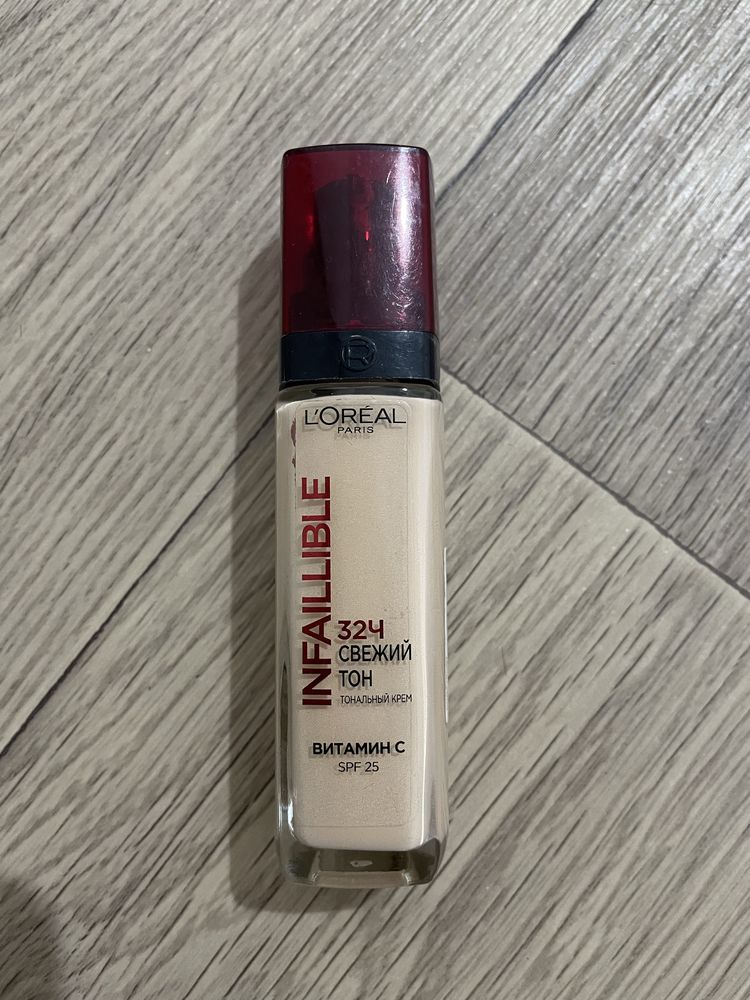 L'ORÉAL
PARIS
INFAILLIBLE
32Ч
СВЕЖИЙ
ТОН
ТОНАЛЬНЫЙ КРЕМ
ВИТАМИН С
SPF 25